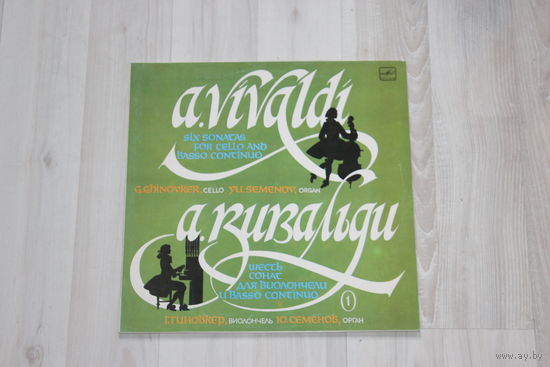 a.vivaldi
SIX SONATAS
FOR CELLO AND
BASSO CONTINUO
G.GHINOVKER, CELLO YU.SEMENOV, ORGAN
а.вивальди
ШЕСТЬ
СОНАТ
ДЛЯ ВИОЛОНЧЕЛИ
И BASSO CONTINUO
1
Г.ГИНОВКЕР, ВИОЛОНЧЕЛЬ Ю.СЕМЕНОВ, ОРГАН
www.ay.by